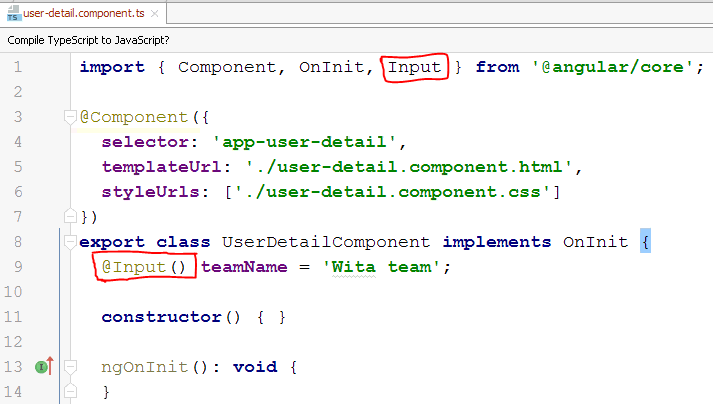 user-detail.component.ts
Compile TypeScript to JavaScript?
1 import { Component, OnInit, Input } from '@angular/core';
2
3 @Component({
4 selector: 'app-user-detail',
5 templateUrl: './user-detail.component.html',
6 styleUrls: ['./user-detail.component.css']
7 })
8 export class UserDetailComponent implements OnInit {
9 @Input() teamName = 'Wita team';
10
11 constructor() { }
12
13 ngOnInit(): void {
14 }